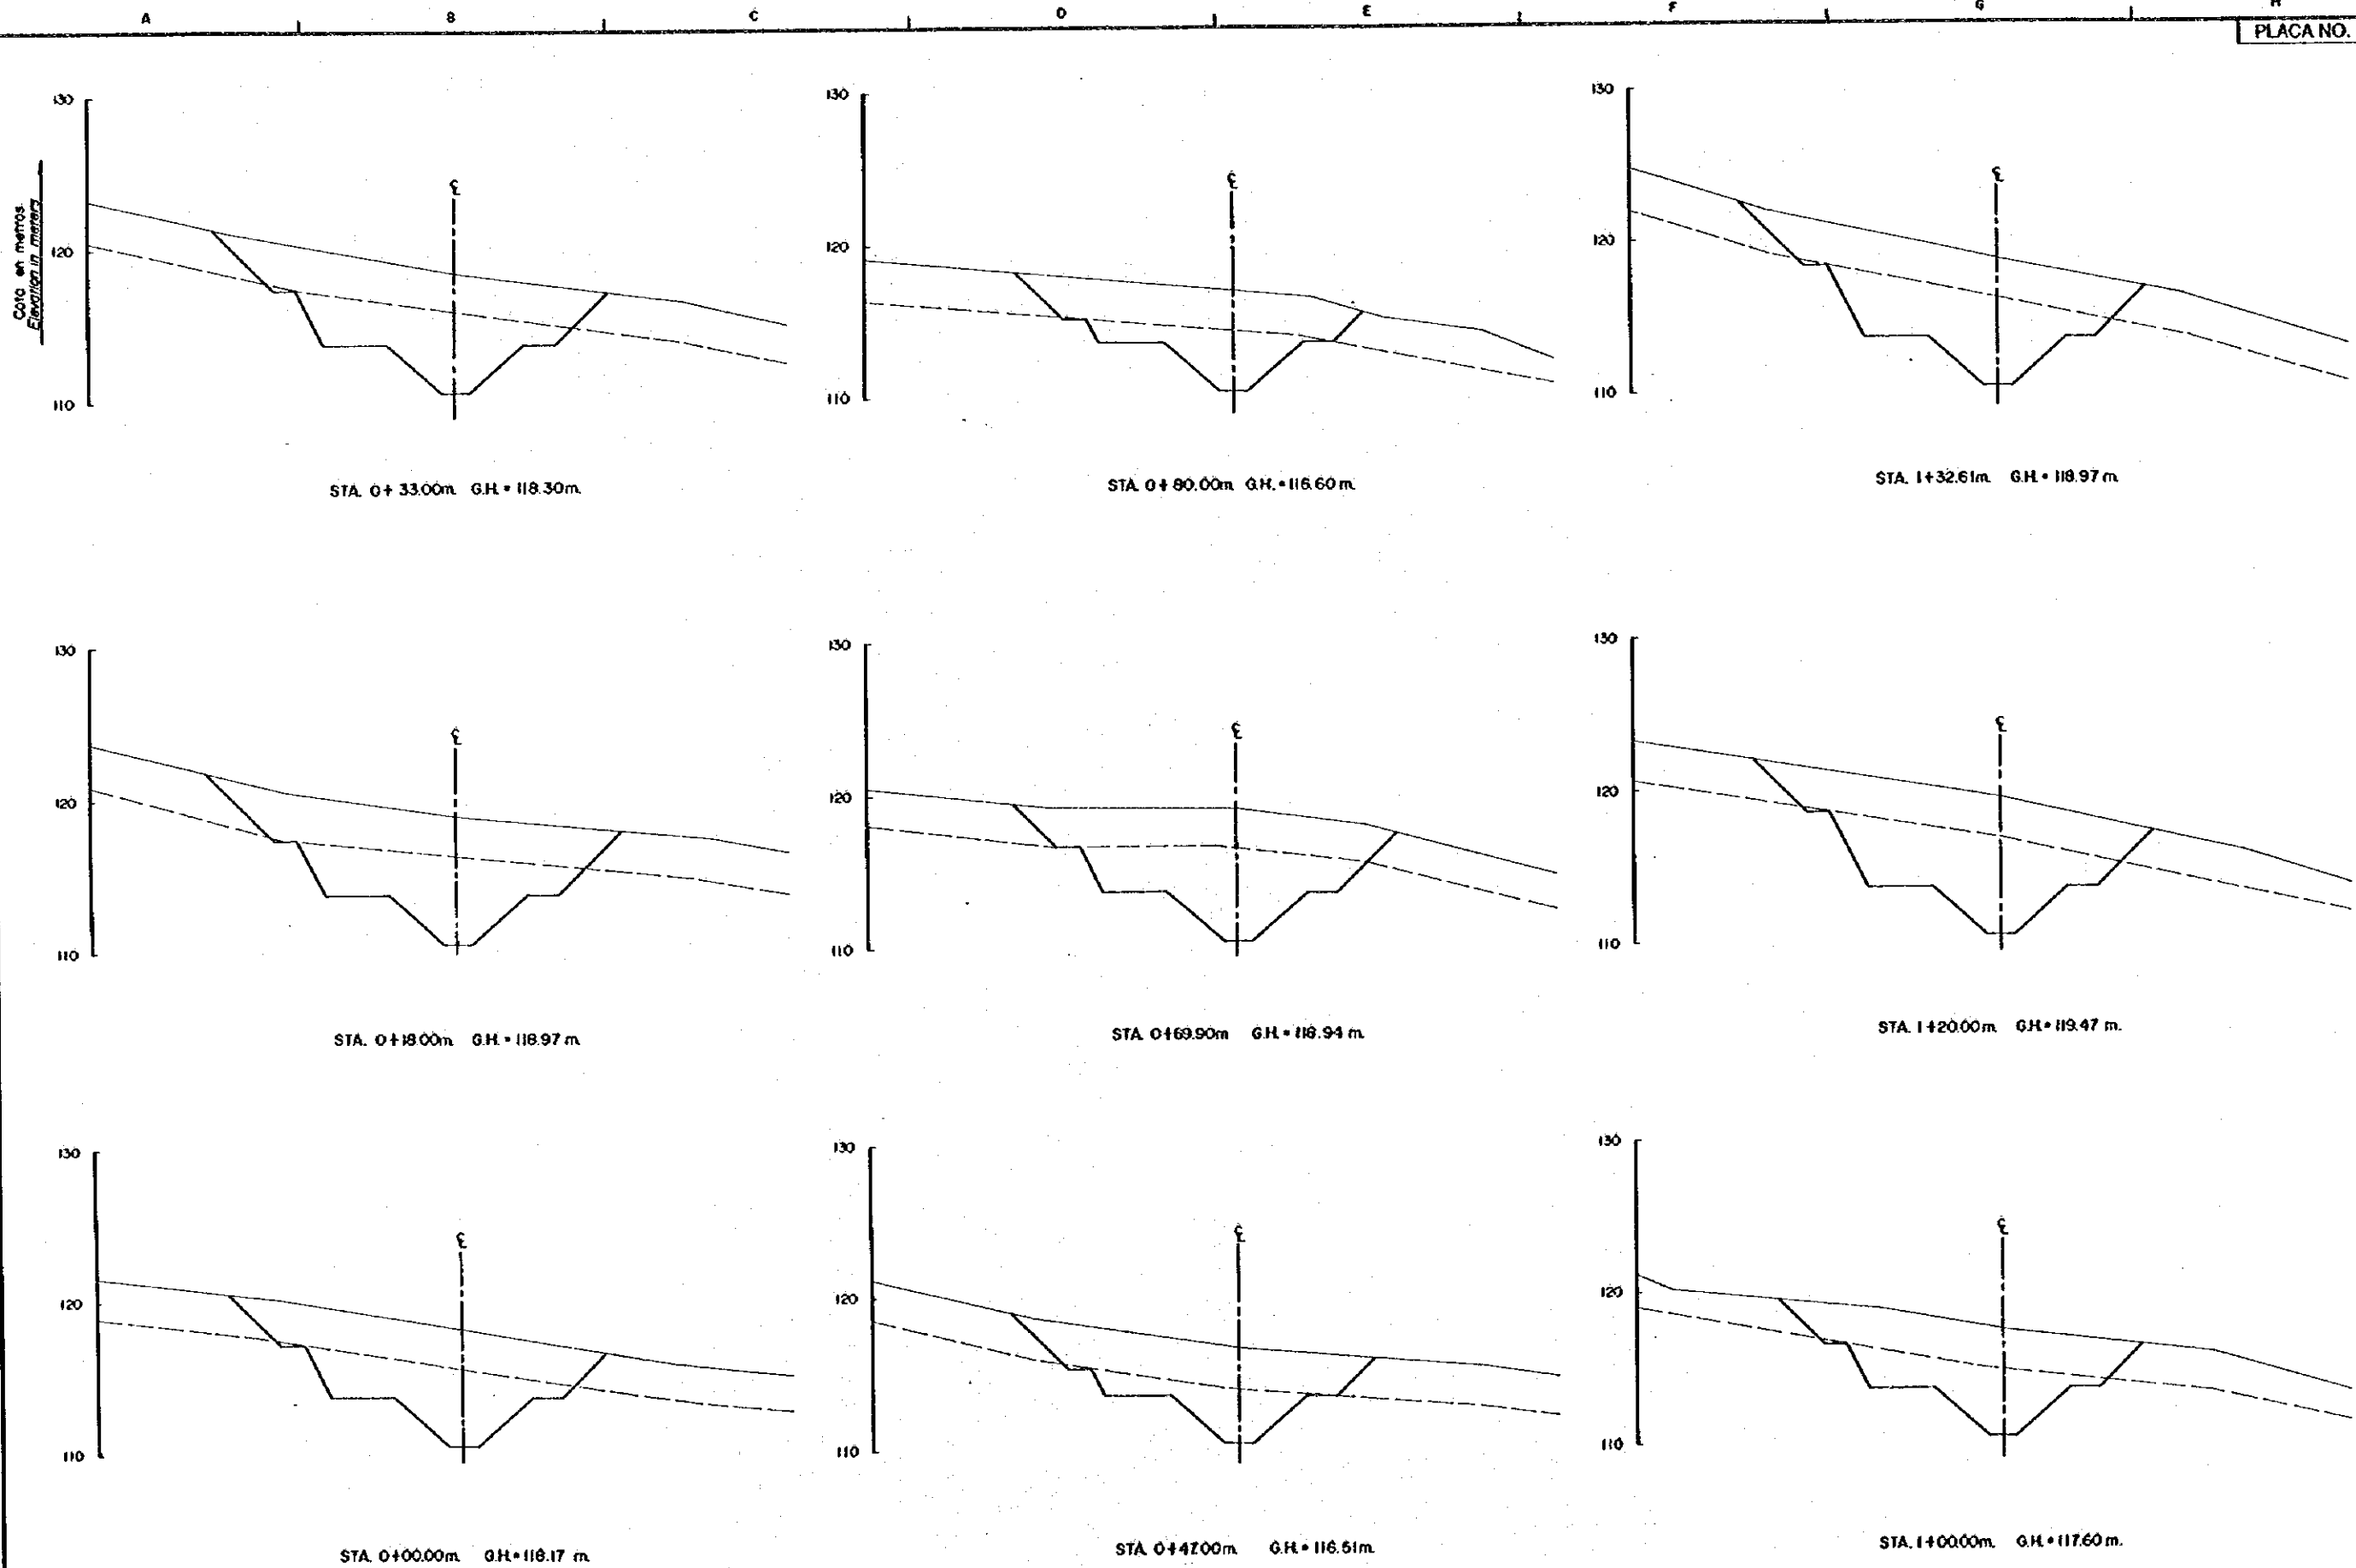 A B C D E F G H
PLACA NO.
Cota en metros
Elevation in meters
130
120
110
℄
STA. 0+33.00m G.H. = 118.30m.
130
120
110
℄
STA. 0+80.00m G.H. = 116.60m.
130
120
110
℄
STA. 1+32.61m G.H. = 118.97 m.
130
120
110
℄
STA. 0+18.00m G.H. = 118.97 m.
130
120
110
℄
STA. 0+69.90m G.H. = 118.94 m.
130
120
110
℄
STA. 1+20.00m G.H. = 119.47 m.
130
120
110
℄
STA. 0+00.00m G.H. = 118.17 m.
130
120
110
℄
STA. 0+47.00m G.H. = 116.51m.
130
120
110
℄
STA. 1+00.00m. G.H. = 117.60 m.